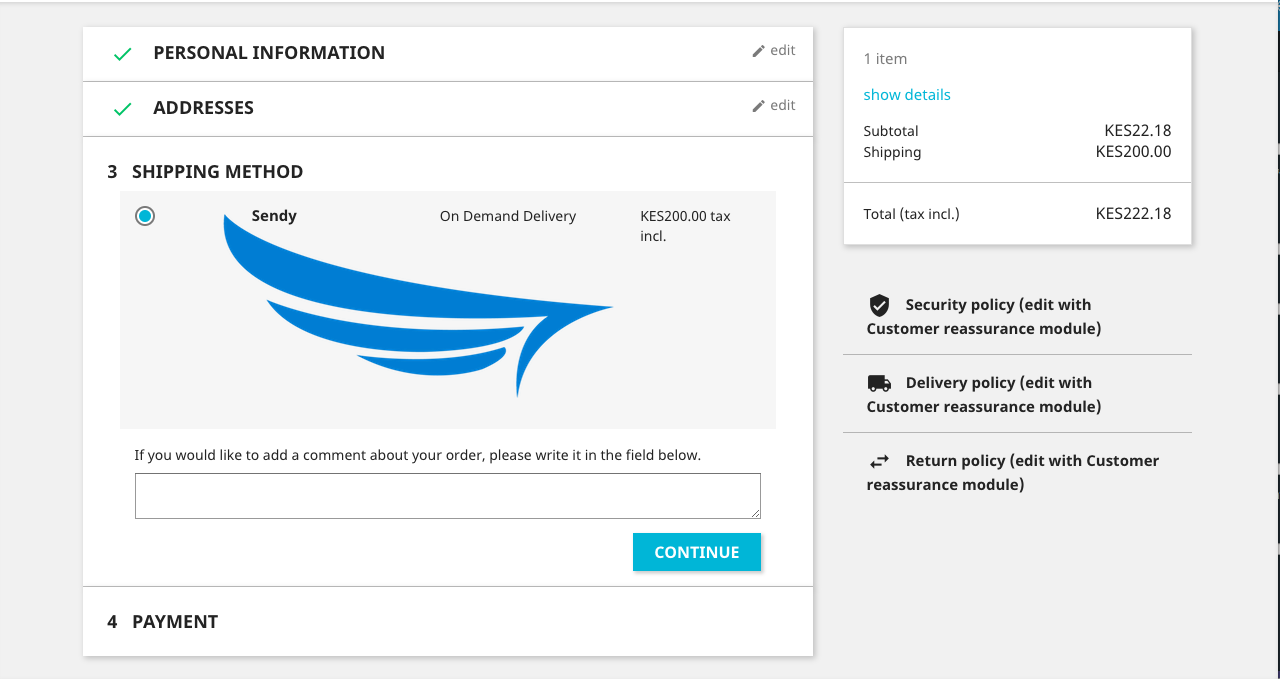 PERSONAL INFORMATION
edit
ADDRESSES
edit
3 SHIPPING METHOD
Sendy
On Demand Delivery
KES200.00 tax
incl.
If you would like to add a comment about your order, please write it in the field below.
CONTINUE
4 PAYMENT
1 item
show details
Subtotal KES22.18
Shipping KES200.00
Total (tax incl.) KES222.18
Security policy (edit with
Customer reassurance module)
Delivery policy (edit with
Customer reassurance module)
Return policy (edit with Customer
reassurance module)